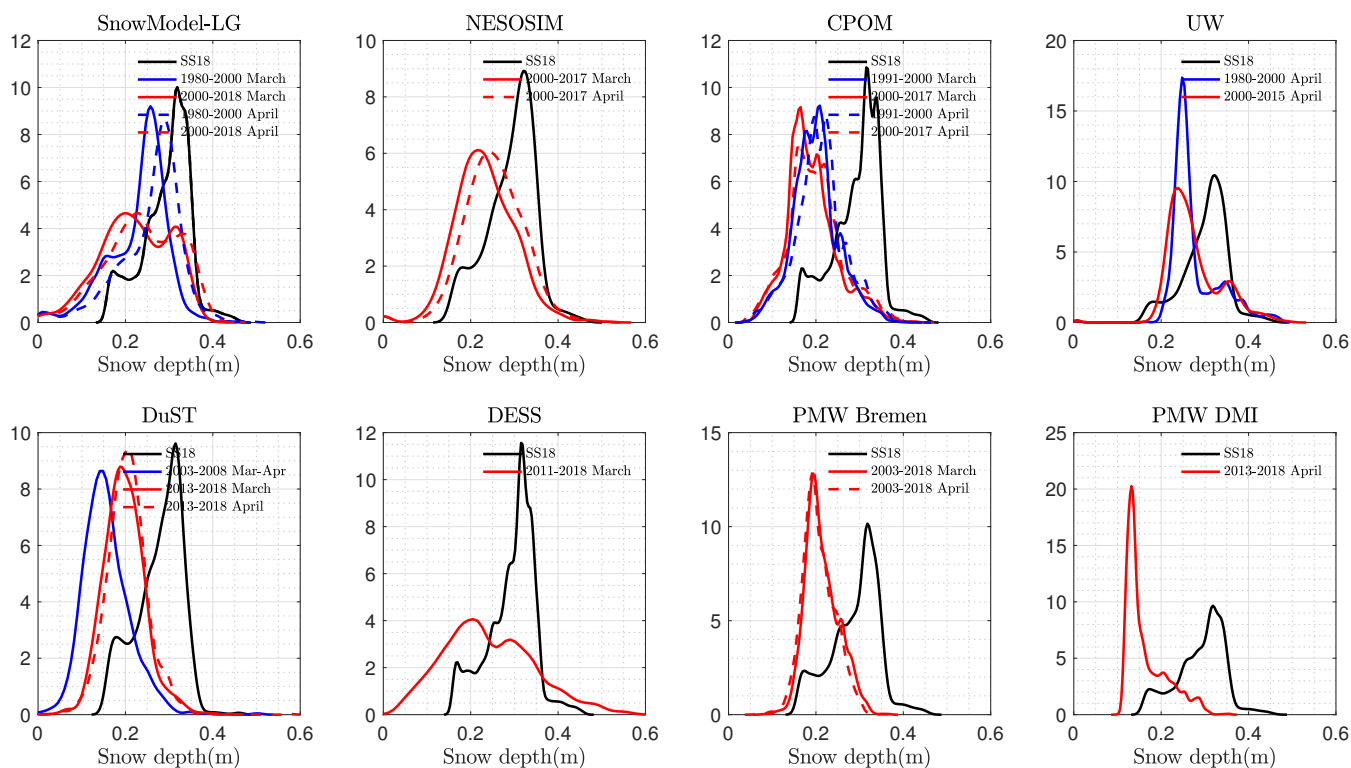 SnowModel-LG
12
10
8
6
4
2
0
0
0.2
0.4
0.6
SS18
1980-2000 March
2000-2018 March
1980-2000 April
2000-2018 April
Snow depth(m)
NESOSIM
10
8
6
4
2
0
0
0.2
0.4
0.6
SS18
2000-2017 March
2000-2017 April
Snow depth(m)
CPOM
12
10
8
6
4
2
0
0
0.2
0.4
0.6
SS18
1991-2000 March
2000-2017 March
1991-2000 April
2000-2017 April
Snow depth(m)
UW
20
15
10
5
0
0
0.2
0.4
0.6
SS18
1980-2000 April
2000-2015 April
Snow depth(m)
DuST
10
8
6
4
2
0
0
0.2
0.4
0.6
SS18
2003-2008 Mar-Apr
2013-2018 March
2013-2018 April
Snow depth(m)
DESS
12
10
8
6
4
2
0
0
0.2
0.4
0.6
SS18
2011-2018 March
Snow depth(m)
PMW Bremen
15
10
5
0
0
0.2
0.4
0.6
SS18
2003-2018 March
2003-2018 April
Snow depth(m)
PMW DMI
25
20
15
10
5
0
0
0.2
0.4
0.6
SS18
2013-2018 April
Snow depth(m)